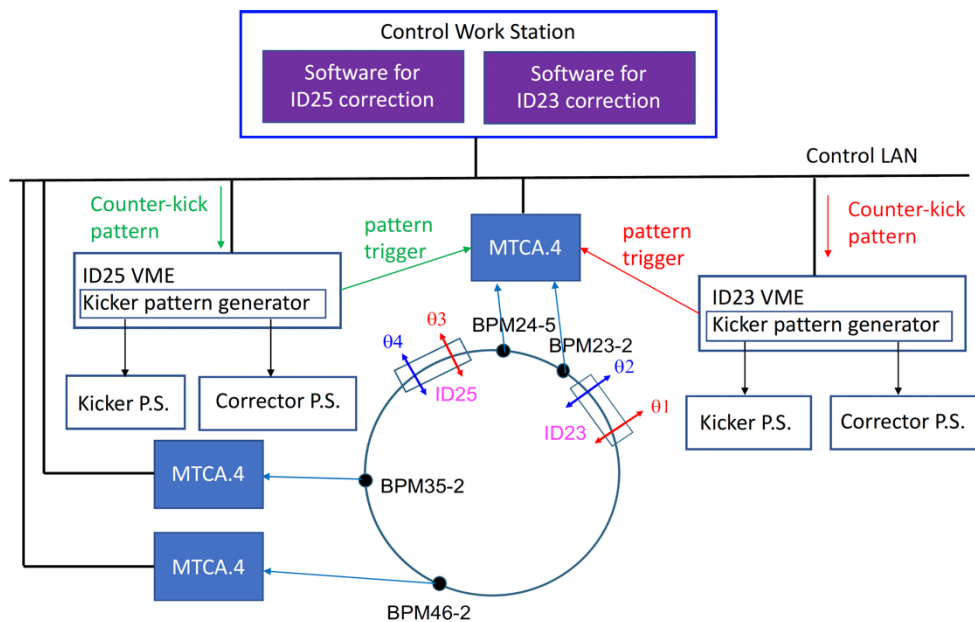 Control Work Station
Software for
ID25 correction
Software for
ID23 correction
Control LAN
Counter-kick
pattern
pattern
trigger
MTCA.4
pattern
trigger
Counter-kick
pattern
ID25 VME
Kicker pattern generator
ID23 VME
Kicker pattern generator
BPM24-5
BPM23-2
θ4
θ3
ID25
θ2
θ1
ID23
Kicker P.S.
Corrector P.S.
Kicker P.S.
Corrector P.S.
MTCA.4
BPM35-2
MTCA.4
BPM46-2